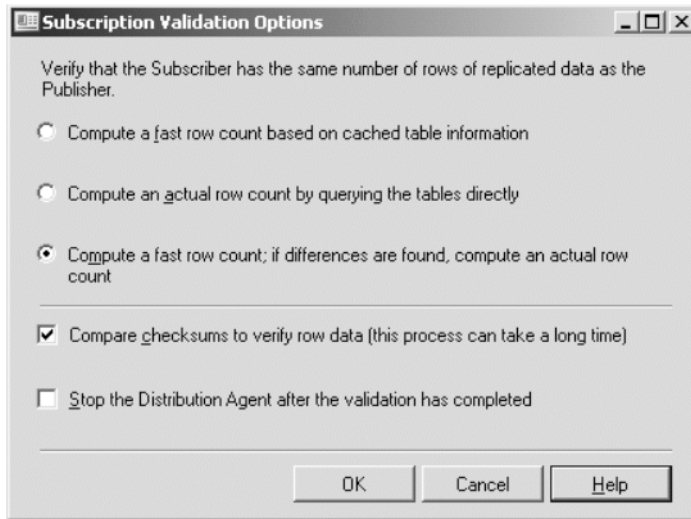 Subscription Validation Options
Verify that the Subscriber has the same number of rows of replicated data as the
Publisher.
Compute a fast row count based on cached table information
Compute an actual row count by querying the tables directly
Compute a fast row count; if differences are found, compute an actual row
count
Compare checksums to verify row data (this process can take a long time)
Stop the Distribution Agent after the validation has completed
OK Cancel Help